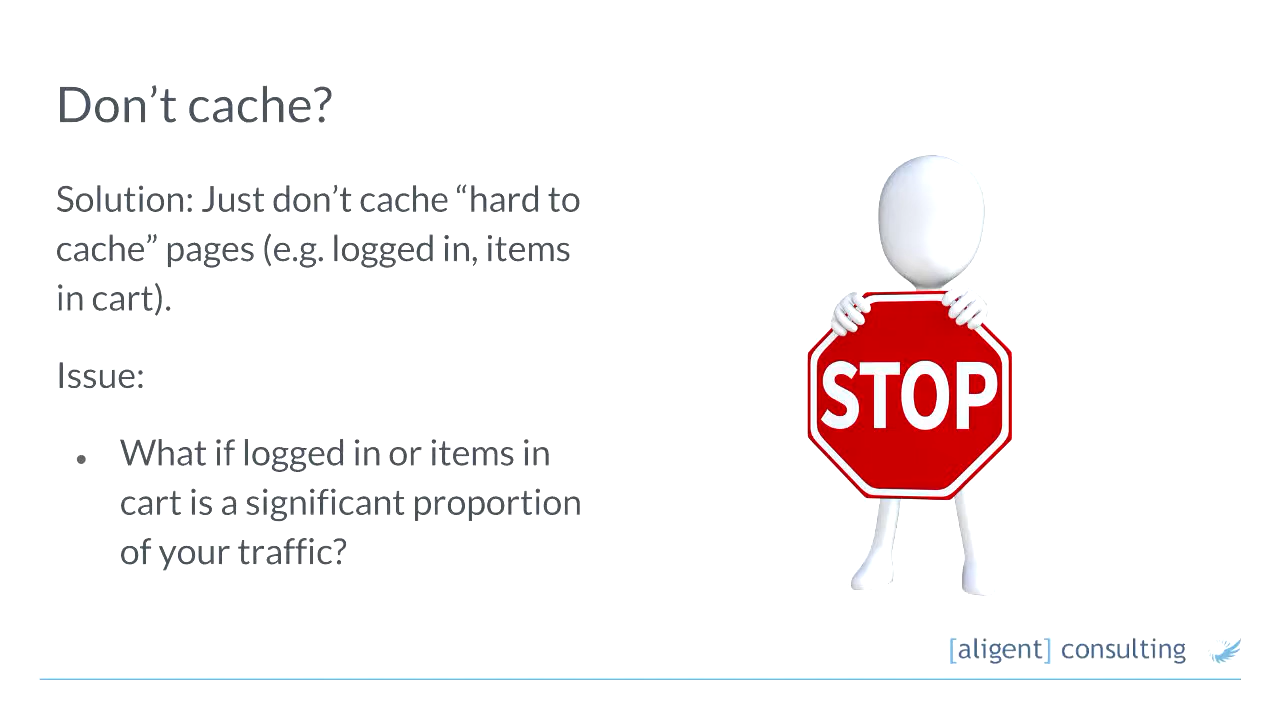 Don’t cache?
Solution: Just don’t cache “hard to
cache” pages (e.g. logged in, items
in cart).
Issue:
● What if logged in or items in
cart is a significant proportion
of your traffic?
STOP
[aligent] consulting